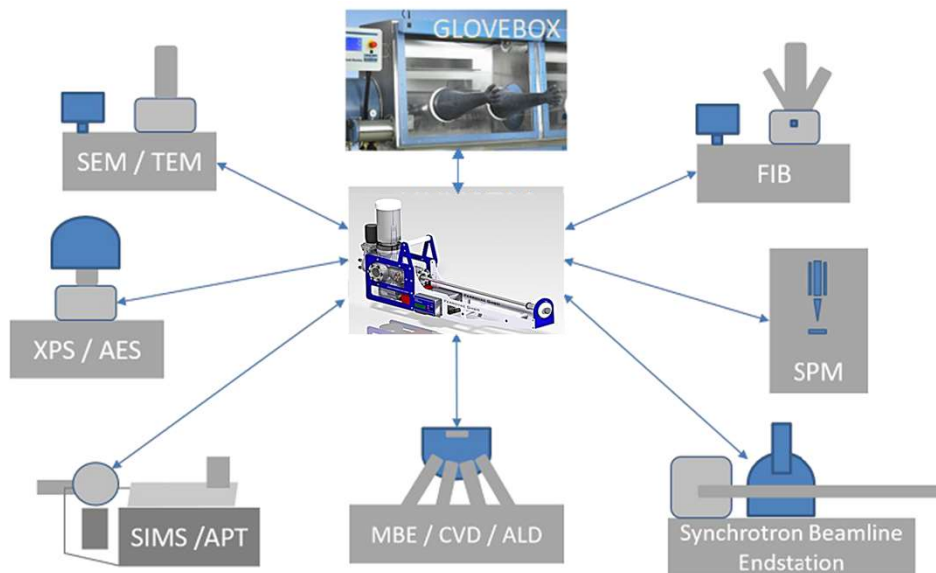 GLOVEBOX
SEM / TEM
FIB
XPS / AES
SPM
SIMS /APT
MBE / CVD / ALD
Synchrotron Beamline
Endstation